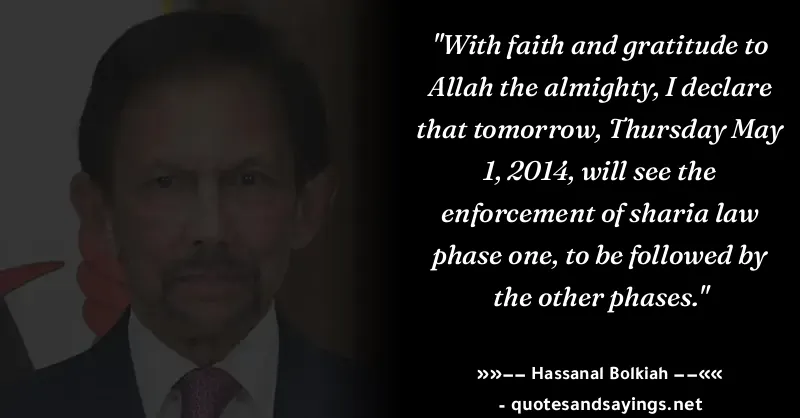 "With faith and gratitude to
Allah the almighty, I declare
that tomorrow, Thursday May
1, 2014, will see the
enforcement of sharia law
phase one, to be followed by
the other phases."
»»–– Hassanal Bolkiah ––««
- quotesandsayings.net